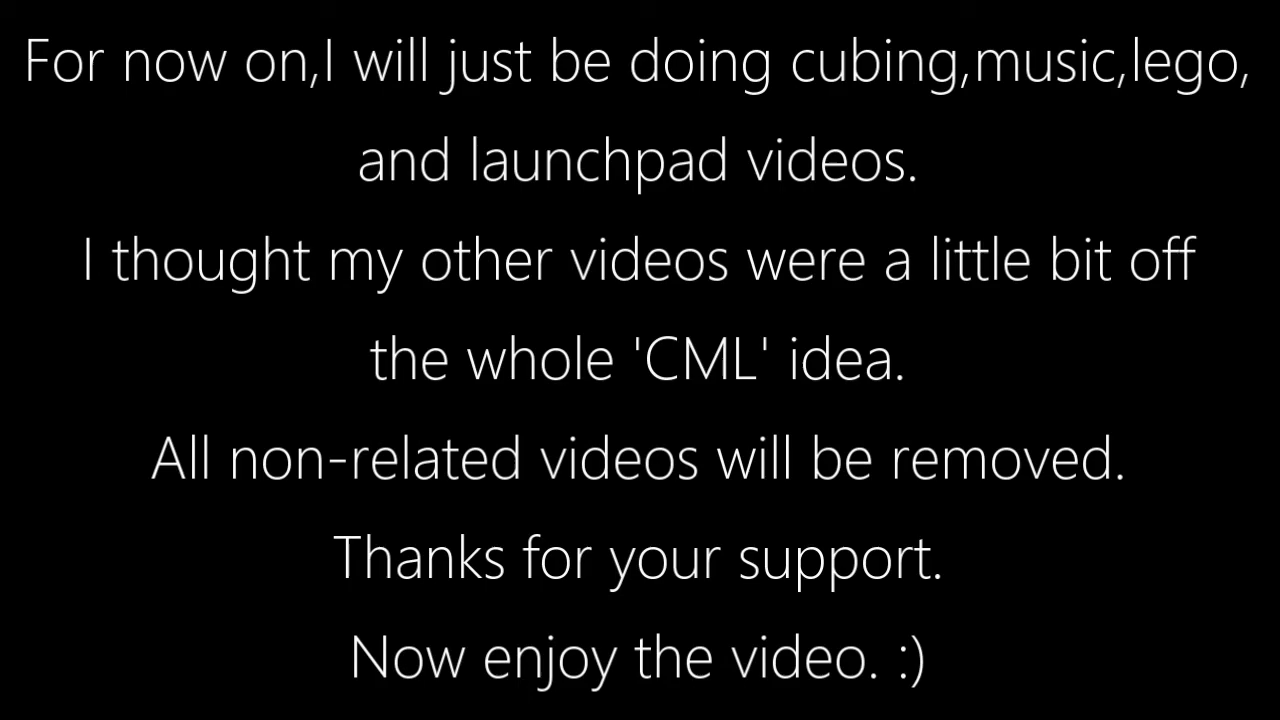 For now on,I will just be doing cubing,music,lego,
and launchpad videos.
I thought my other videos were a little bit off
the whole 'CML' idea.
All non-related videos will be removed.
Thanks for your support.
Now enjoy the video. :)